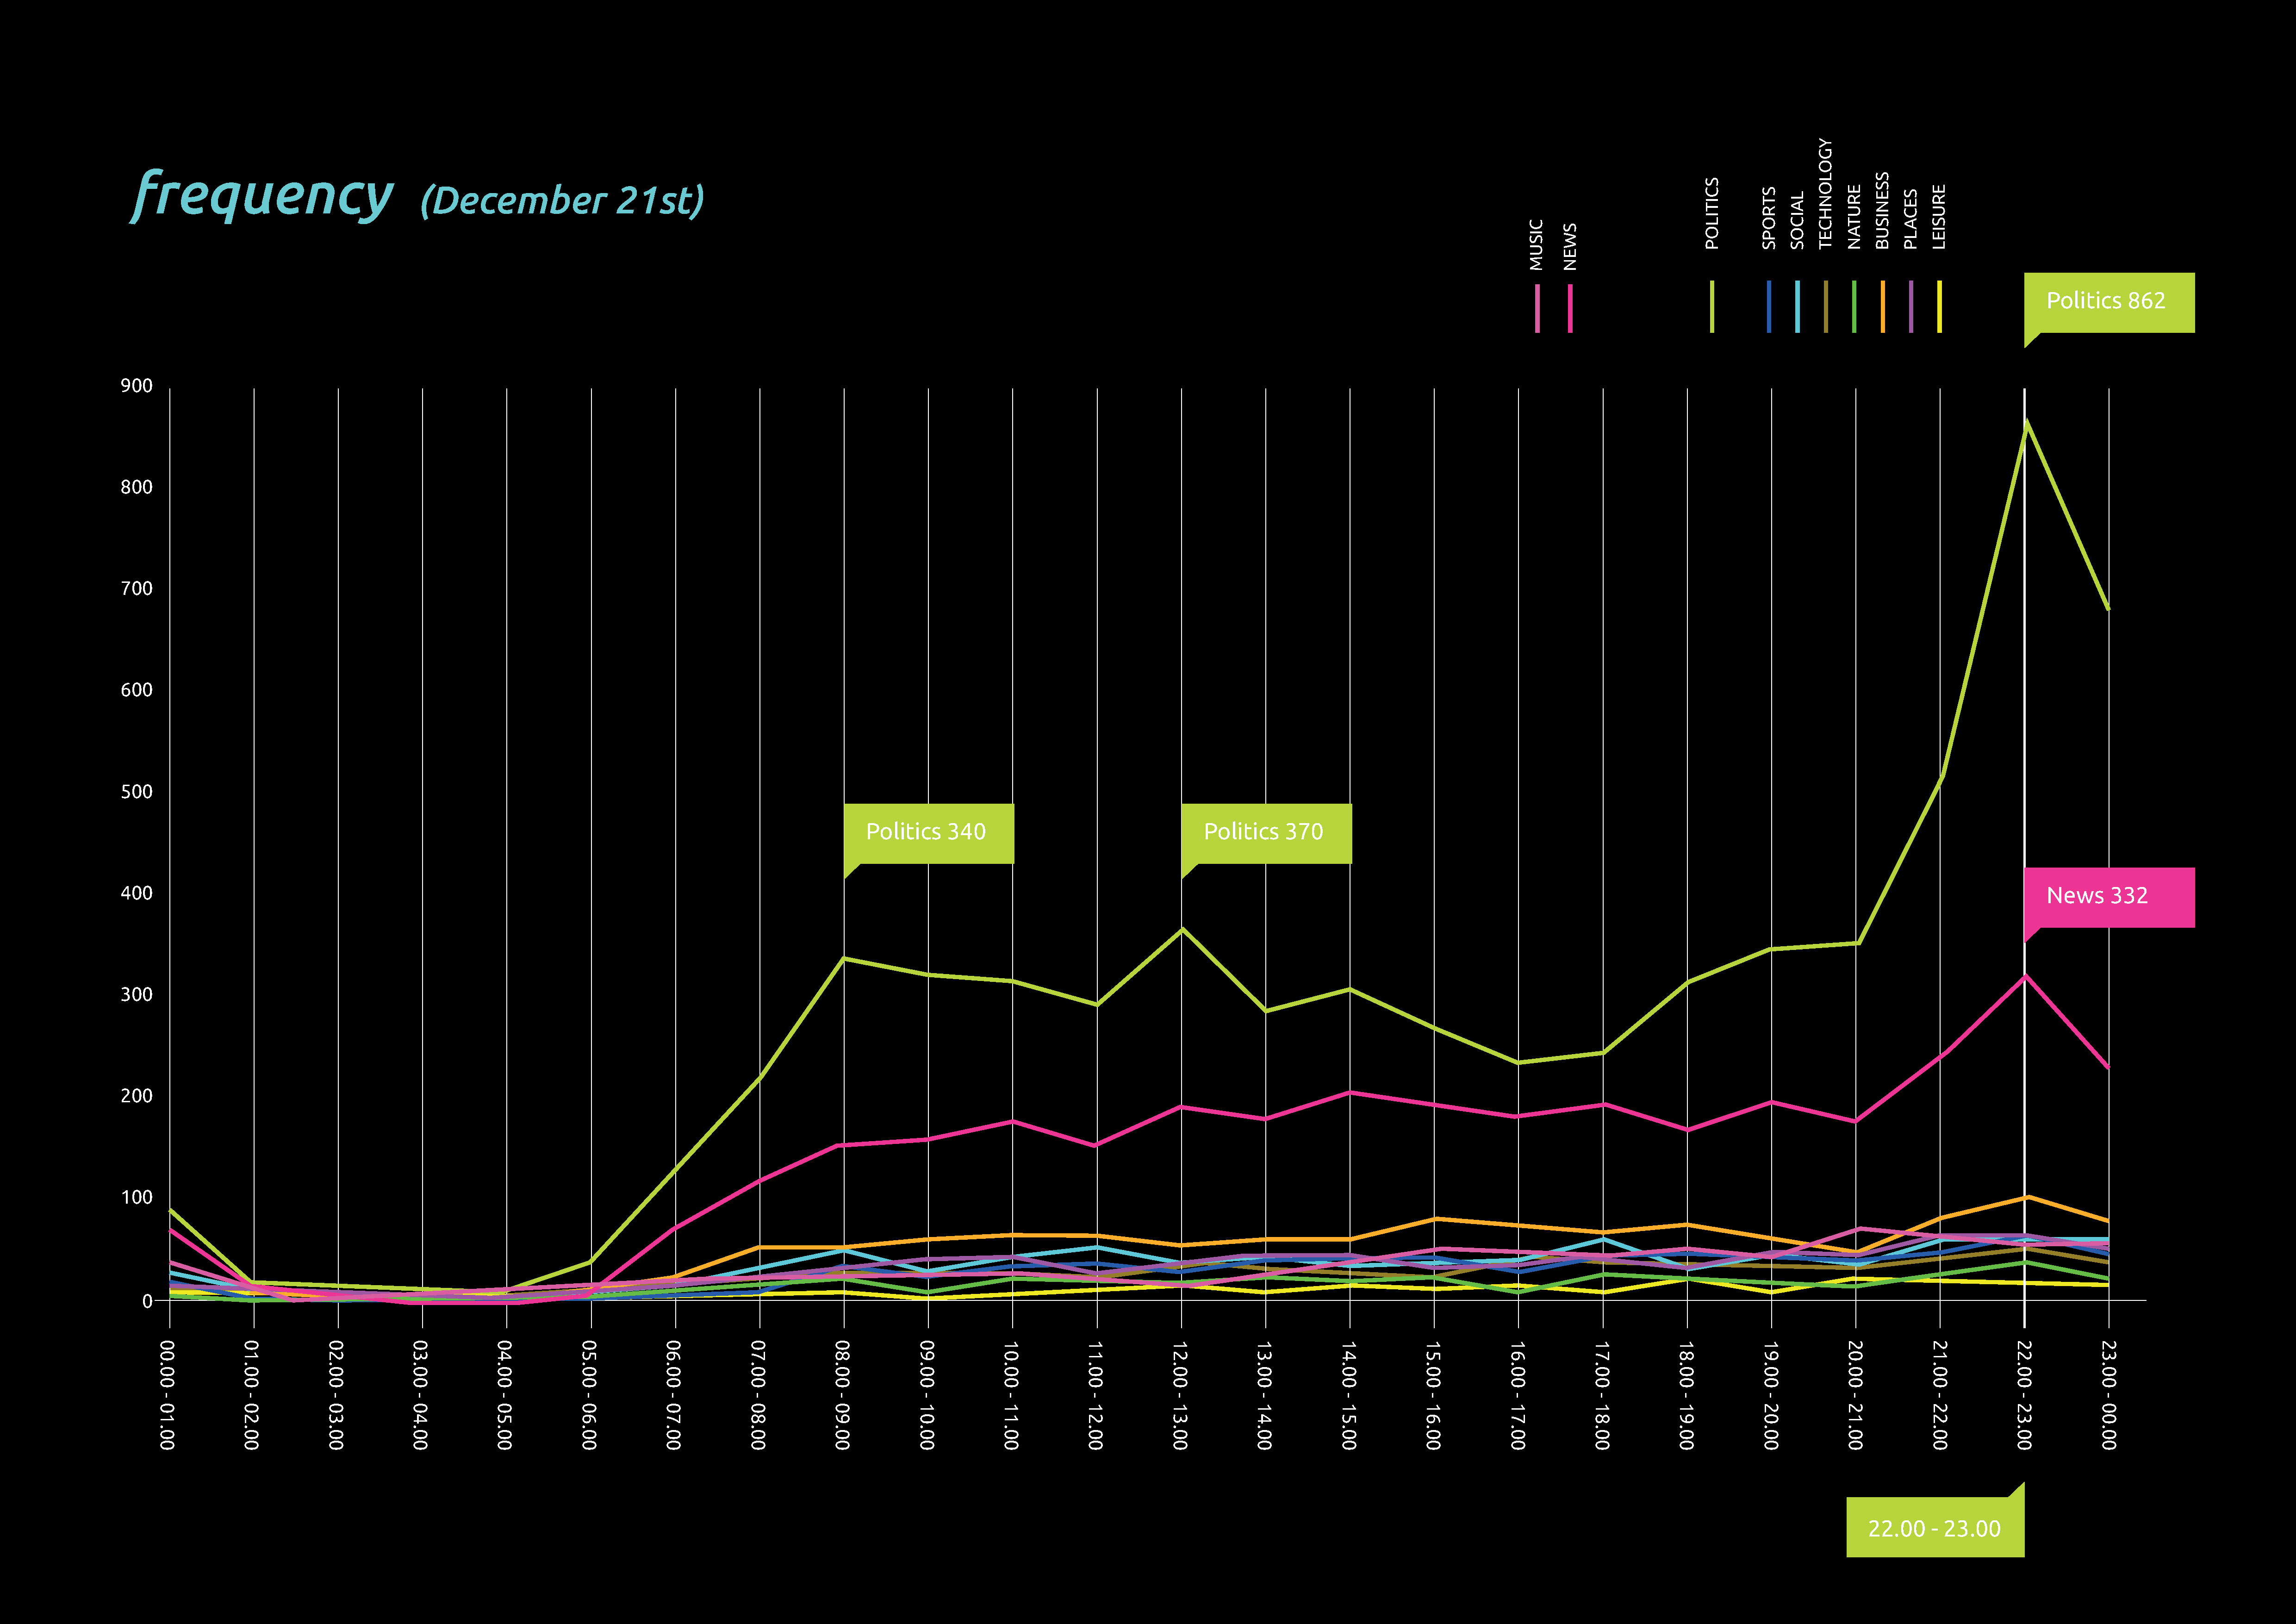 frequency (December 21st)
MUSIC
NEWS
POLITICS
SPORTS
SOCIAL
TECHNOLOGY
NATURE
BUSINESS
PLACES
LEISURE
Politics 862
900
800
700
600
500
400
300
200
100
0
Politics 340
Politics 370
News 332
00.00 - 01.00
01.00 - 02.00
02.00 - 03.00
03.00 - 04.00
04.00 - 05.00
05.00 - 06.00
06.00 - 07.00
07.00 - 08.00
08.00 - 09.00
09.00 - 10.00
10.00 - 11.00
11.00 - 12.00
12.00 - 13.00
13.00 - 14.00
14.00 - 15.00
15.00 - 16.00
16.00 - 17.00
17.00 - 18.00
18.00 - 19.00
19.00 - 20.00
20.00 - 21.00
21.00 - 22.00
22.00 - 23.00
23.00 - 00.00
22.00 - 23.00